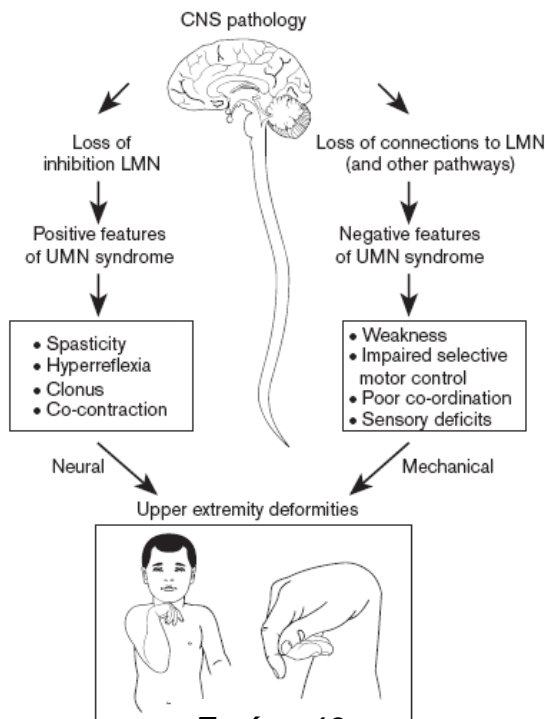 CNS pathology
Loss of
inhibition LMN
Positive features
of UMN syndrome
• Spasticity
• Hyperreflexia
• Clonus
• Co-contraction
Neural
Loss of connections to LMN
(and other pathways)
Negative features
of UMN syndrome
• Weakness
• Impaired selective
motor control
• Poor co-ordination
• Sensory deficits
Mechanical
Upper extremity deformities